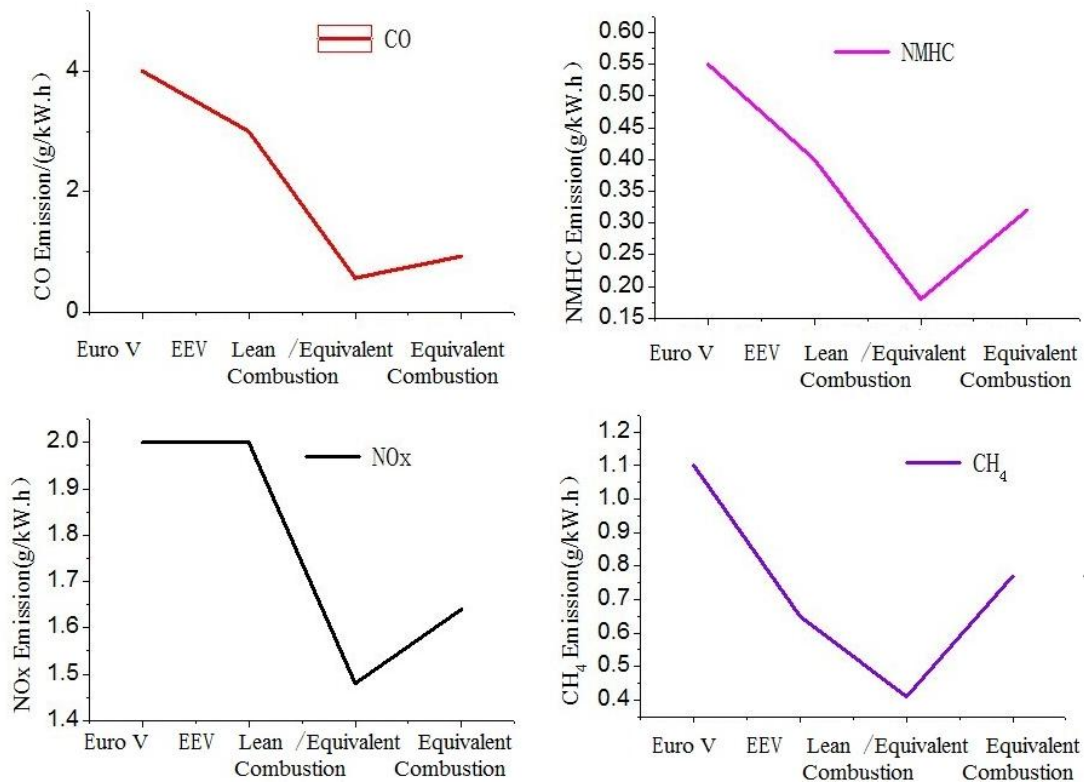 CO
4
2
0
CO Emission/(g/kW.h)
Euro V EEV Lean /Equivalent Equivalent
Combustion Combustion
NMHC
0.60
0.55
0.50
0.45
0.40
0.35
0.30
0.25
0.20
0.15
NMHC Emission(g/kW.h)
Euro V EEV Lean /Equivalent Equivalent
Combustion Combustion
NOx
2.0
1.9
1.8
1.7
1.6
1.5
1.4
NOx Emission(g/kW.h)
Euro V EEV Lean /Equivalent Equivalent
Combustion Combustion
CH₄
1.2
1.1
1.0
0.9
0.8
0.7
0.6
0.5
0.4
CH₄ Emission(g/kW.h)
Euro V EEV Lean /Equivalent Equivalent
Combustion Combustion